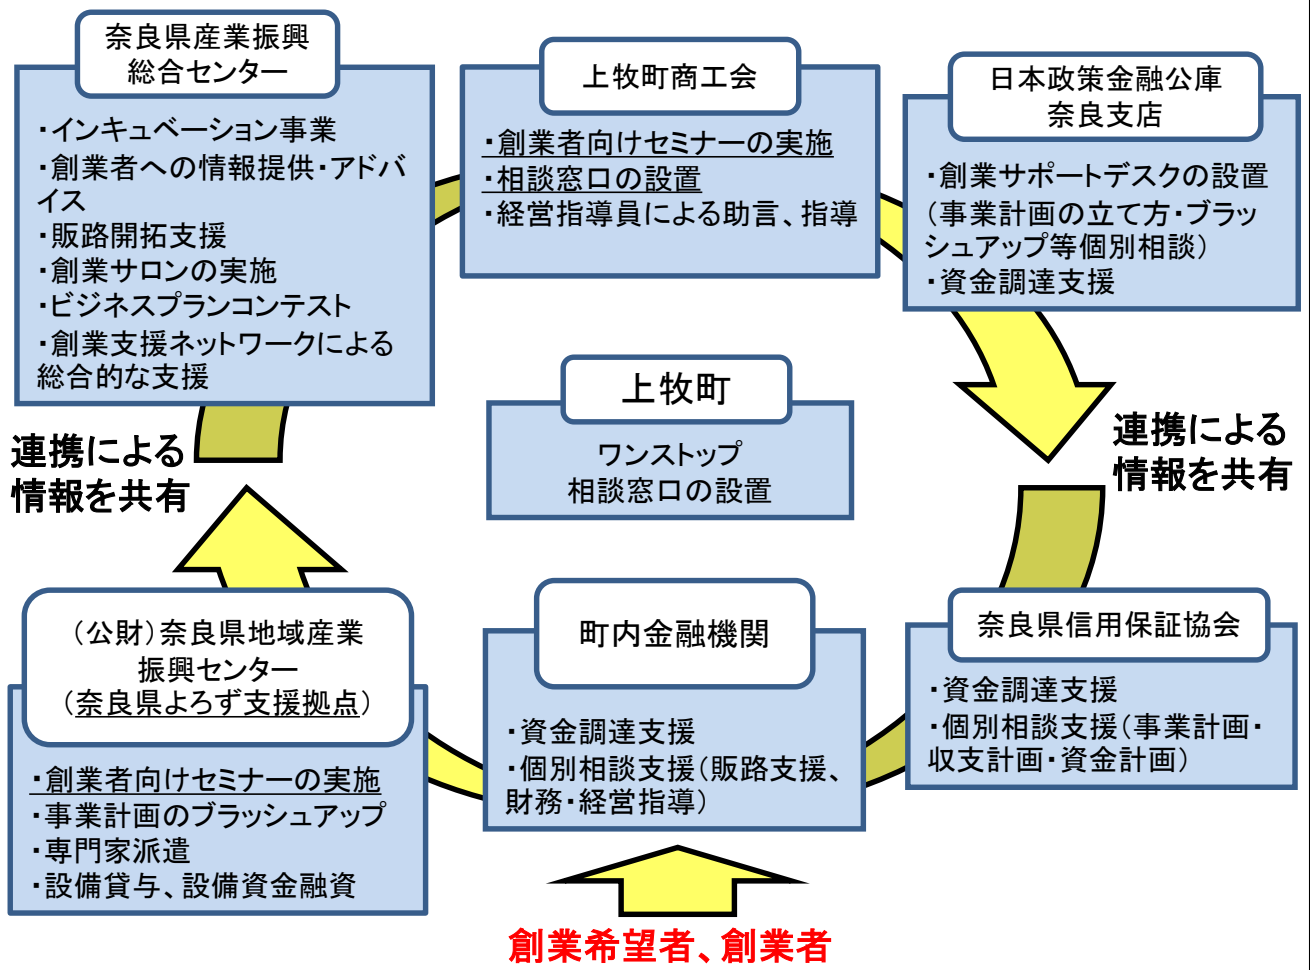 奈良県産業振興
総合センター
・インキュベーション事業
・創業者への情報提供・アドバ
イス
・販路開拓支援
・創業サロンの実施
・ビジネスプランコンテスト
・創業支援ネットワークによる
総合的な支援
上牧町商工会
・創業者向けセミナーの実施
・相談窓口の設置
・経営指導員による助言、指導
日本政策金融公庫
奈良支店
・創業サポートデスクの設置
（事業計画の立て方・ブラッ
シュアップ等個別相談）
・資金調達支援
上牧町
ワンストップ
相談窓口の設置
連携による
情報を共有
連携による
情報を共有
（公財）奈良県地域産業
振興センター
（奈良県よろず支援拠点）
・創業者向けセミナーの実施
・事業計画のブラッシュアップ
・専門家派遣
・設備貸与、設備資金融資
町内金融機関
・資金調達支援
・個別相談支援（販路支援、
財務・経営指導）
奈良県信用保証協会
・資金調達支援
・個別相談支援（事業計画・
収支計画・資金計画）
創業希望者、創業者